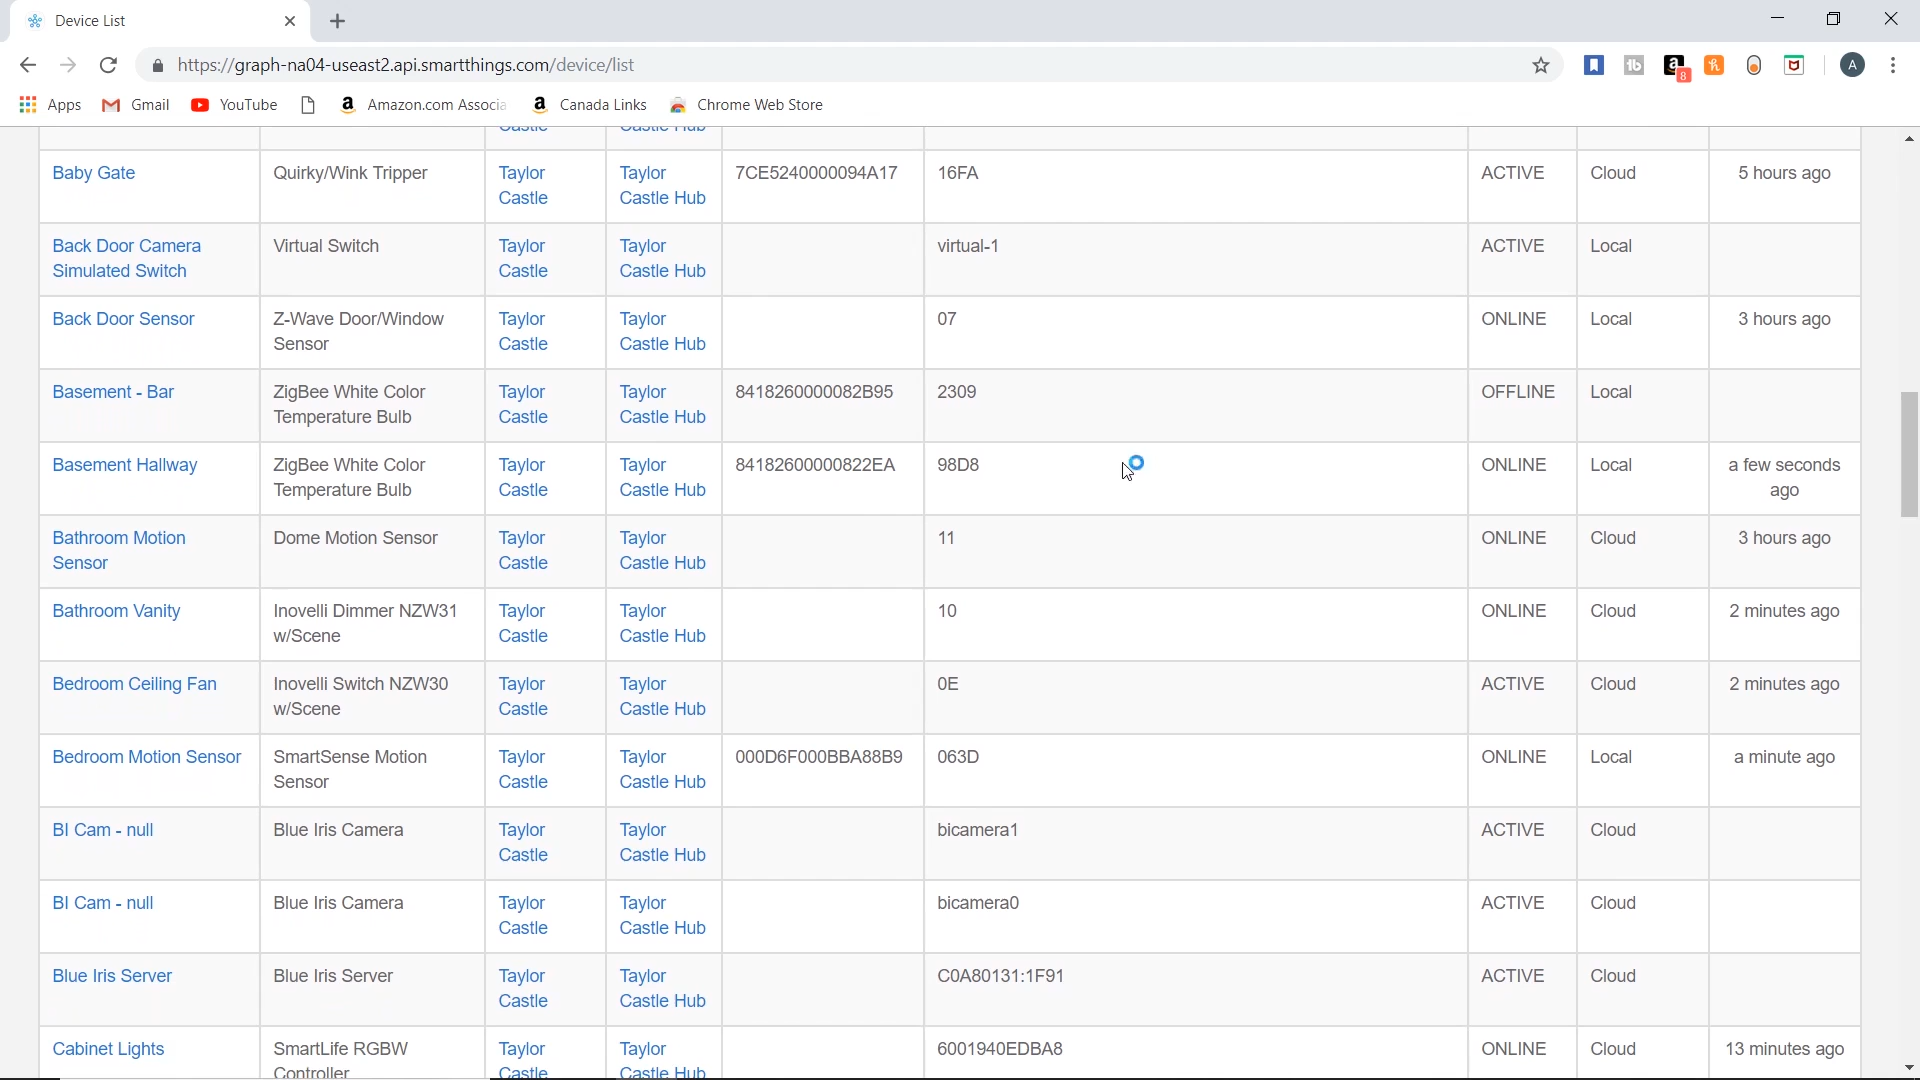 Device List
https://graph-na04-useast2.api.smartthings.com/device/list
8
A
Apps Gmail YouTube Amazon.com Associa Canada Links Chrome Web Store
Castle Castle Hub
Baby Gate Quirky/Wink Tripper Taylor Taylor 7CE5240000094A17 16FA ACTIVE Cloud 5 hours ago
Castle Castle Hub
Back Door Camera Virtual Switch Taylor Taylor virtual-1 ACTIVE Local
Simulated Switch Castle Castle Hub
Back Door Sensor Z-Wave Door/Window Taylor Taylor 07 ONLINE Local 3 hours ago
Sensor Castle Castle Hub
Basement - Bar ZigBee White Color Taylor Taylor 8418260000082B95 2309 OFFLINE Local
Temperature Bulb Castle Castle Hub
Basement Hallway ZigBee White Color Taylor Taylor 84182600000822EA 98D8 ONLINE Local a few seconds
Temperature Bulb Castle Castle Hub ago
Bathroom Motion Dome Motion Sensor Taylor Taylor 11 ONLINE Cloud 3 hours ago
Sensor Castle Castle Hub
Bathroom Vanity Inovelli Dimmer NZW31 Taylor Taylor 10 ONLINE Cloud 2 minutes ago
w/Scene Castle Castle Hub
Bedroom Ceiling Fan Inovelli Switch NZW30 Taylor Taylor 0E ACTIVE Cloud 2 minutes ago
w/Scene Castle Castle Hub
Bedroom Motion Sensor SmartSense Motion Taylor Taylor 000D6F000BBA88B9 063D ONLINE Local a minute ago
Sensor Castle Castle Hub
BI Cam - null Blue Iris Camera Taylor Taylor bicamera1 ACTIVE Cloud
Castle Castle Hub
BI Cam - null Blue Iris Camera Taylor Taylor bicamera0 ACTIVE Cloud
Castle Castle Hub
Blue Iris Server Blue Iris Server Taylor Taylor C0A80131:1F91 ACTIVE Cloud
Castle Castle Hub
Cabinet Lights SmartLife RGBW Taylor Taylor 6001940EDBA8 ONLINE Cloud 13 minutes ago
Controller Castle Castle Hub